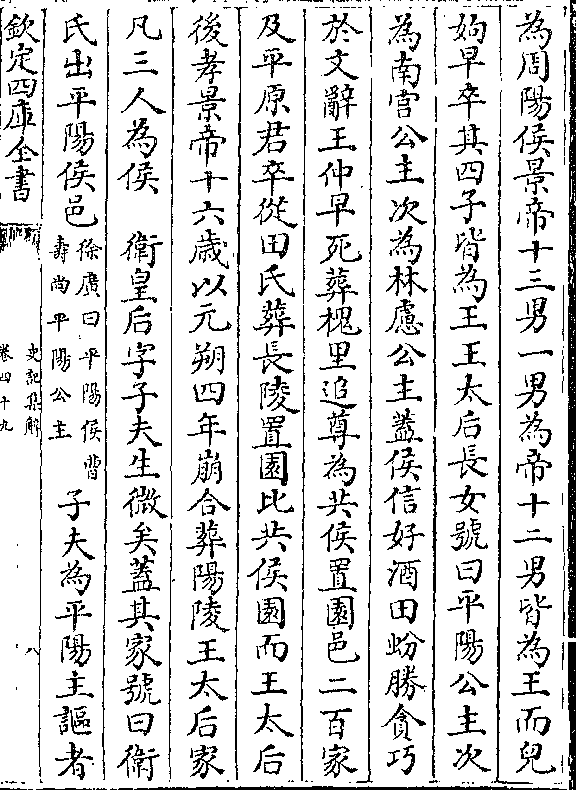 為周陽侯景帝十三男一男為帝十二男皆為王而兒
姁早卒其四子皆為王王太后長女號曰平陽公主次
為南宮公主次為林慮公主蓋侯信好酒田蚡勝貪巧
於文辭王仲早死葬槐里追尊為共侯置園邑二百家
及平原君卒從田氏葬長陵置園比共侯園而王太后
後孝景帝十六歲以元朔四年崩合葬陽陵王太后家
凡三人為侯　衛皇后字子夫生微矣蓋其家號曰衛
氏出平陽侯邑
徐廣曰平陽侯曹
壽尚平陽公主
子夫為平陽主謳者
欽定四庫全書
史記集解
卷四十九
八